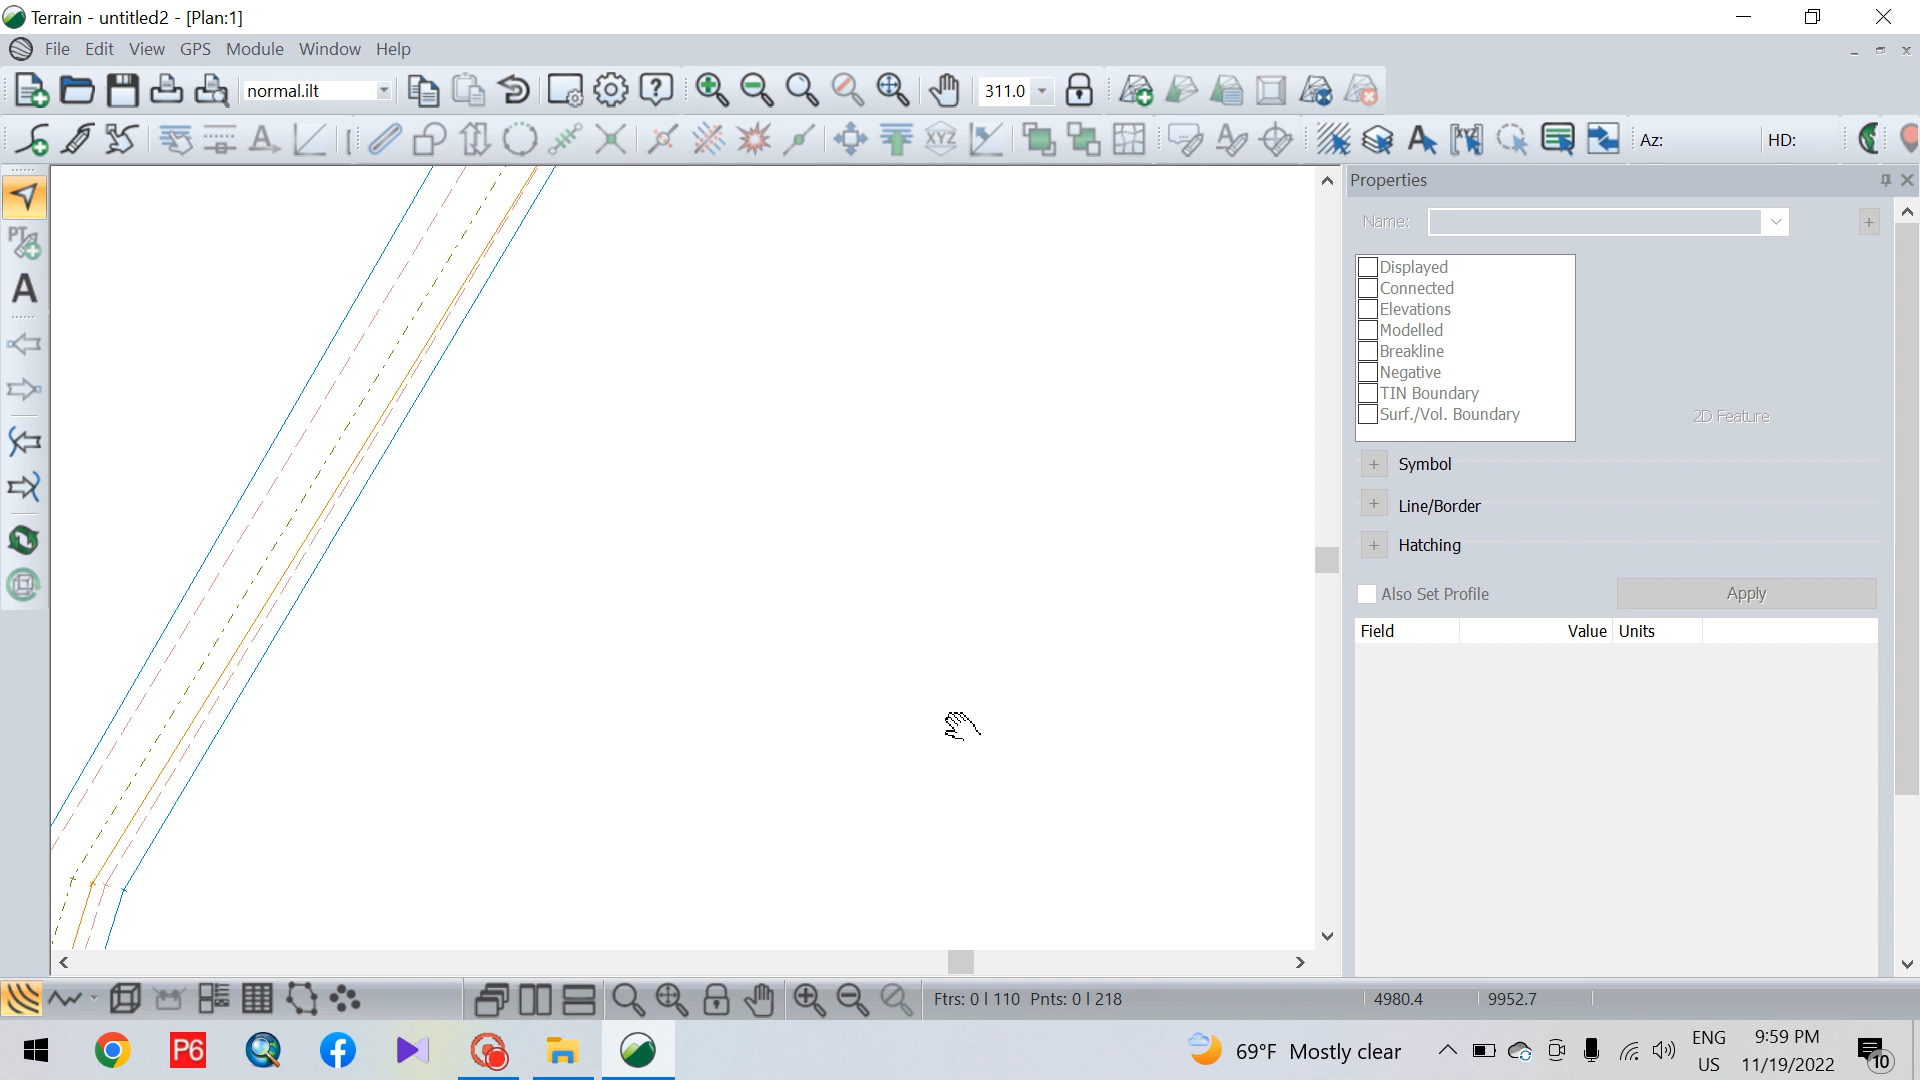 Terrain - untitled2 - [Plan:1]
File Edit View GPS Module Window Help
normal.ilt
311.0
Az:
HD:
PT
A
XYZ
Properties
Name:
Displayed
Connected
Elevations
Modelled
Breakline
Negative
TIN Boundary
Surf./Vol. Boundary
2D Feature
Symbol
Line/Border
Hatching
Also Set Profile
Apply
Field Value Units
Ftrs: 0 | 110 Pnts: 0 | 218
4980.4
9952.7
P6
69°F Mostly clear
ENG
US
9:59 PM
11/19/2022
10